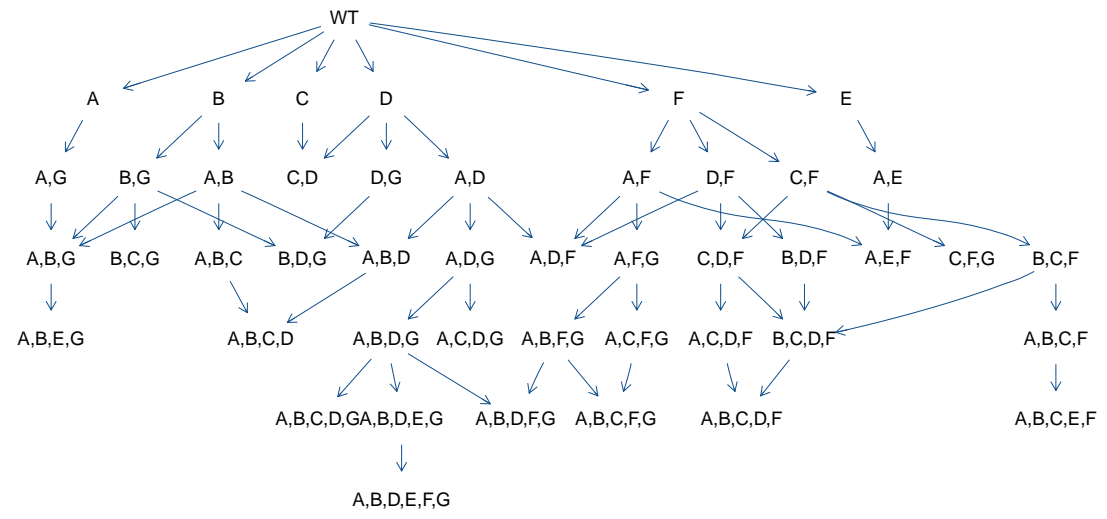 WT
A B C D F E
A,G B,G A,B C,D D,G A,D A,F D,F C,F A,E
A,B,G B,C,G A,B,C B,D,G A,B,D A,D,G A,D,F A,F,G C,D,F B,D,F A,E,F C,F,G B,C,F
A,B,E,G A,B,C,D A,B,D,G A,C,D,G A,B,F,G A,C,F,G A,C,D,F B,C,D,F A,B,C,F
A,B,C,D,G A,B,D,E,G A,B,D,F,G A,B,C,F,G A,B,C,D,F A,B,C,E,F
A,B,D,E,F,G